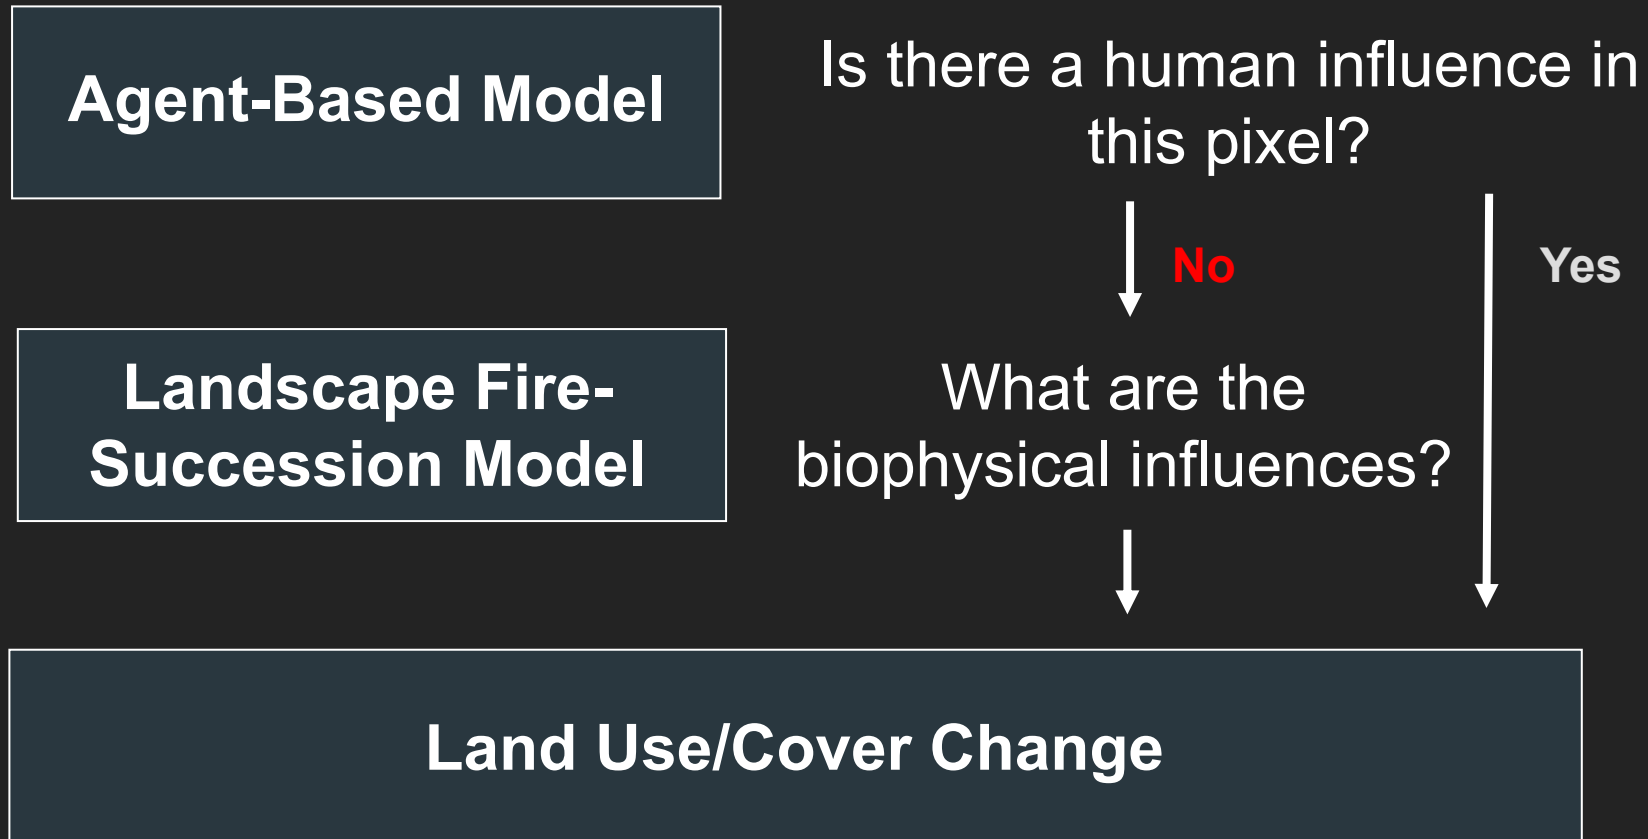 Agent-Based Model
Is there a human influence in
this pixel?
No
Yes
Landscape Fire-
Succession Model
What are the
biophysical influences?
Land Use/Cover Change